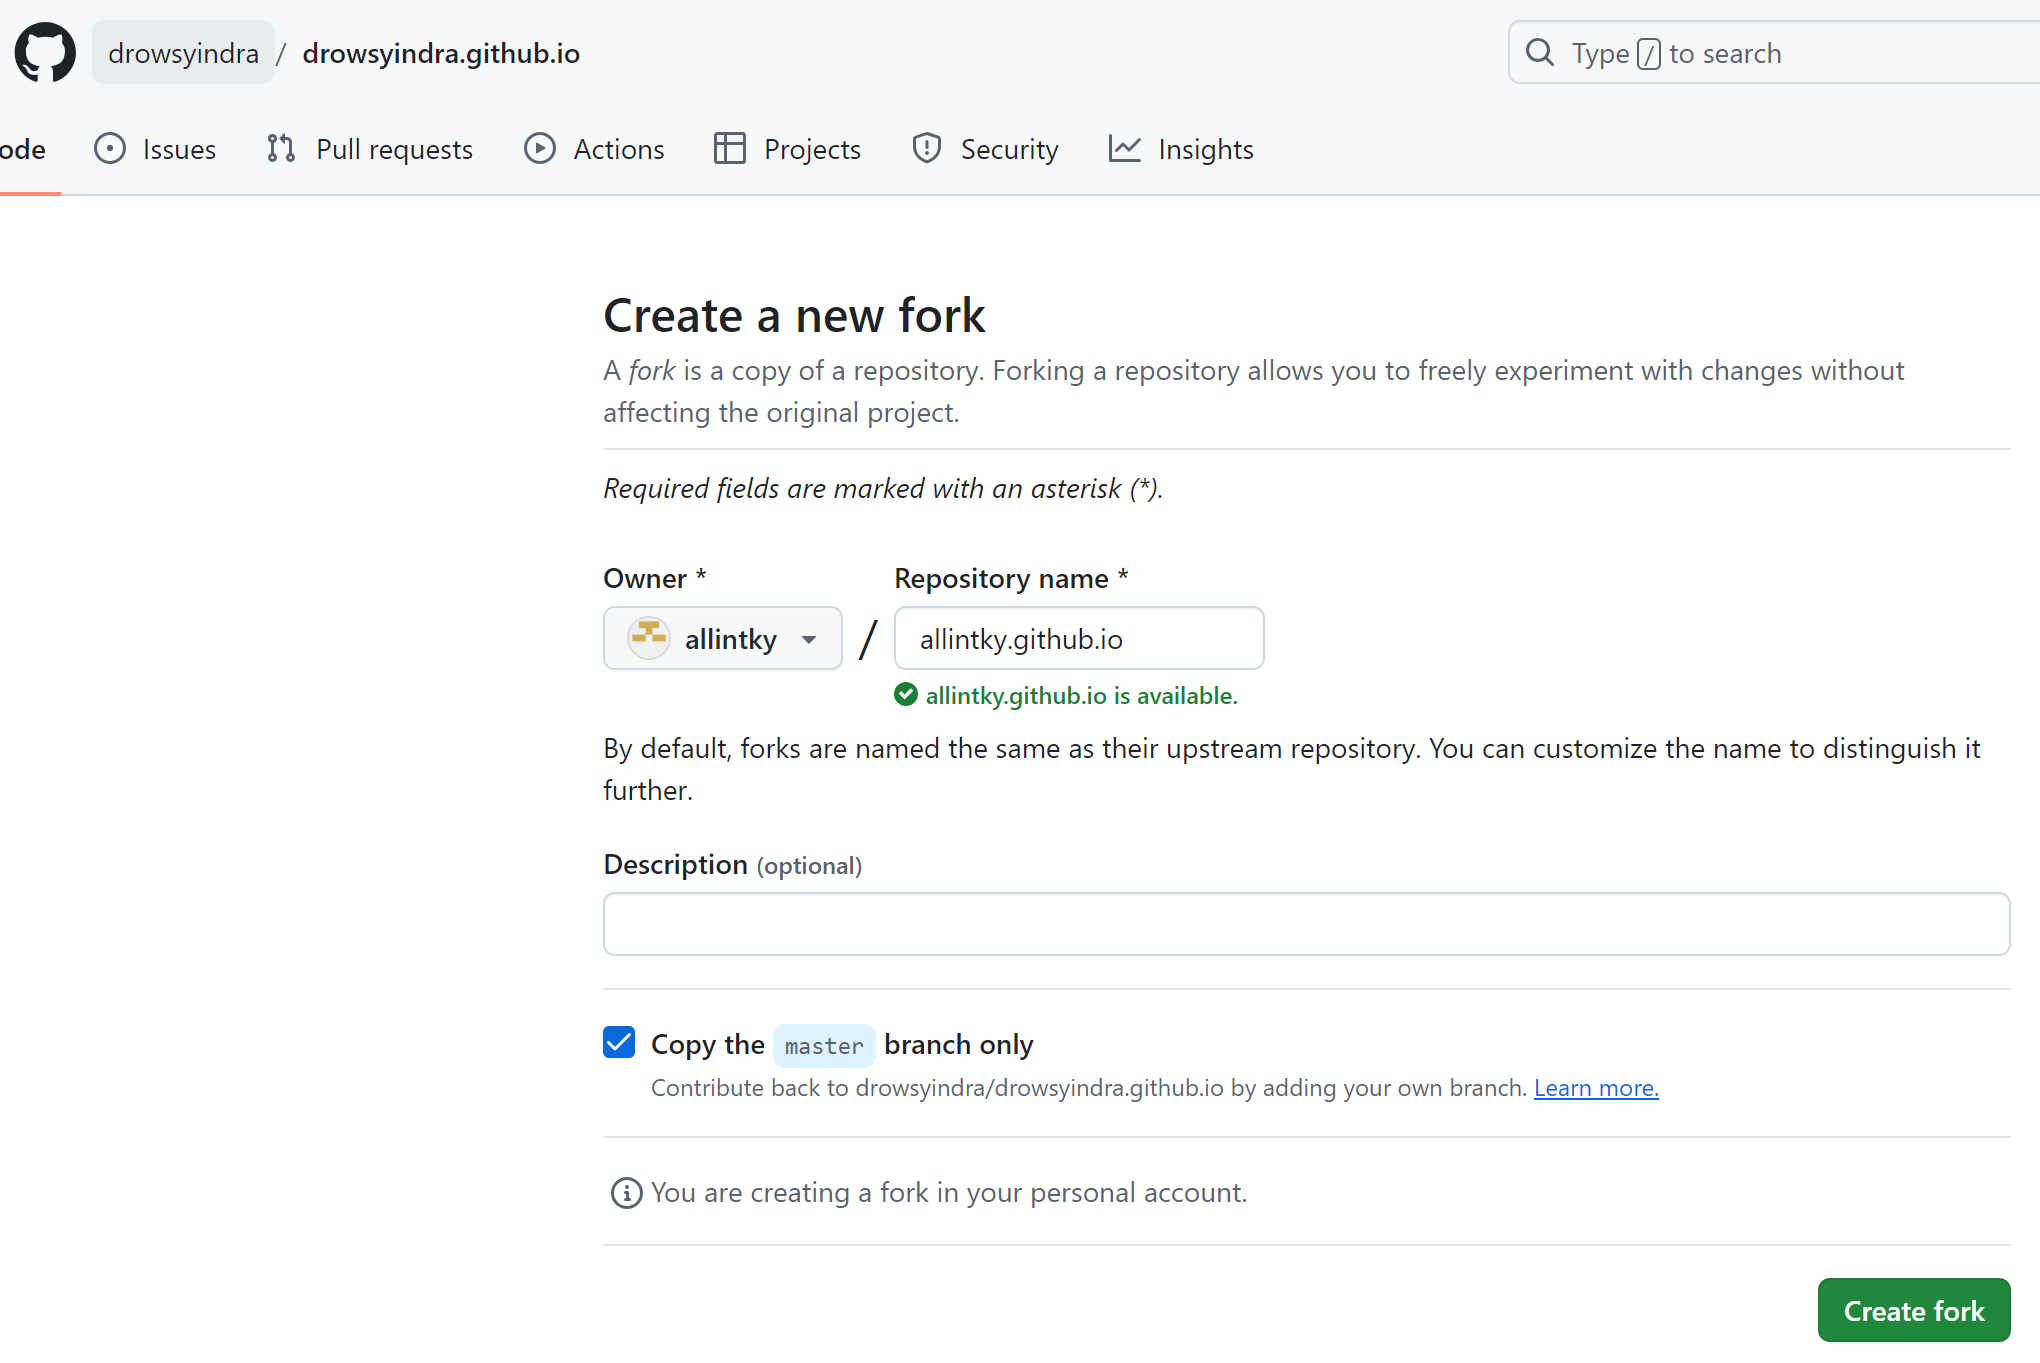 drowsyindra / drowsyindra.github.io
Type / to search
ode Issues Pull requests Actions Projects Security Insights
Create a new fork
A fork is a copy of a repository. Forking a repository allows you to freely experiment with changes without
affecting the original project.
Required fields are marked with an asterisk (*).
Owner * Repository name *
allintky / allintky.github.io
allintky.github.io is available.
By default, forks are named the same as their upstream repository. You can customize the name to distinguish it
further.
Description (optional)
Copy the master branch only
Contribute back to drowsyindra/drowsyindra.github.io by adding your own branch. Learn more.
You are creating a fork in your personal account.
Create fork